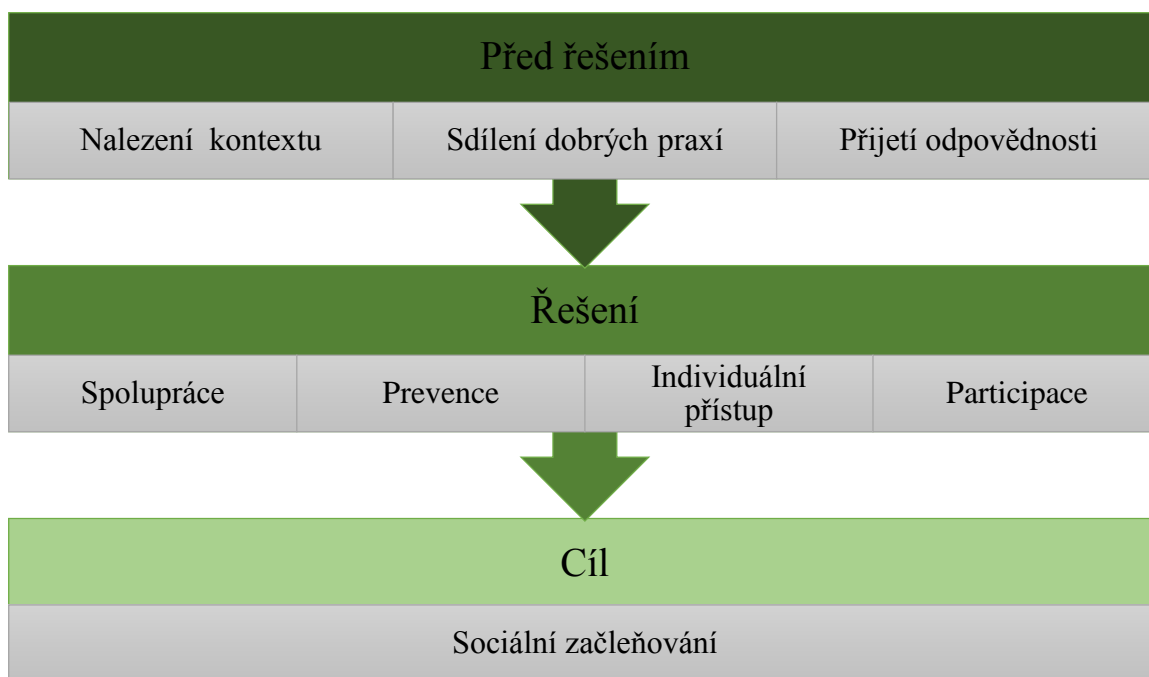 Před řešením
Nalezení kontextu
Sdílení dobrých praxí
Přijetí odpovědnosti
Řešení
Spolupráce
Prevence
Individuální
přístup
Participace
Cíl
Sociální začleňování